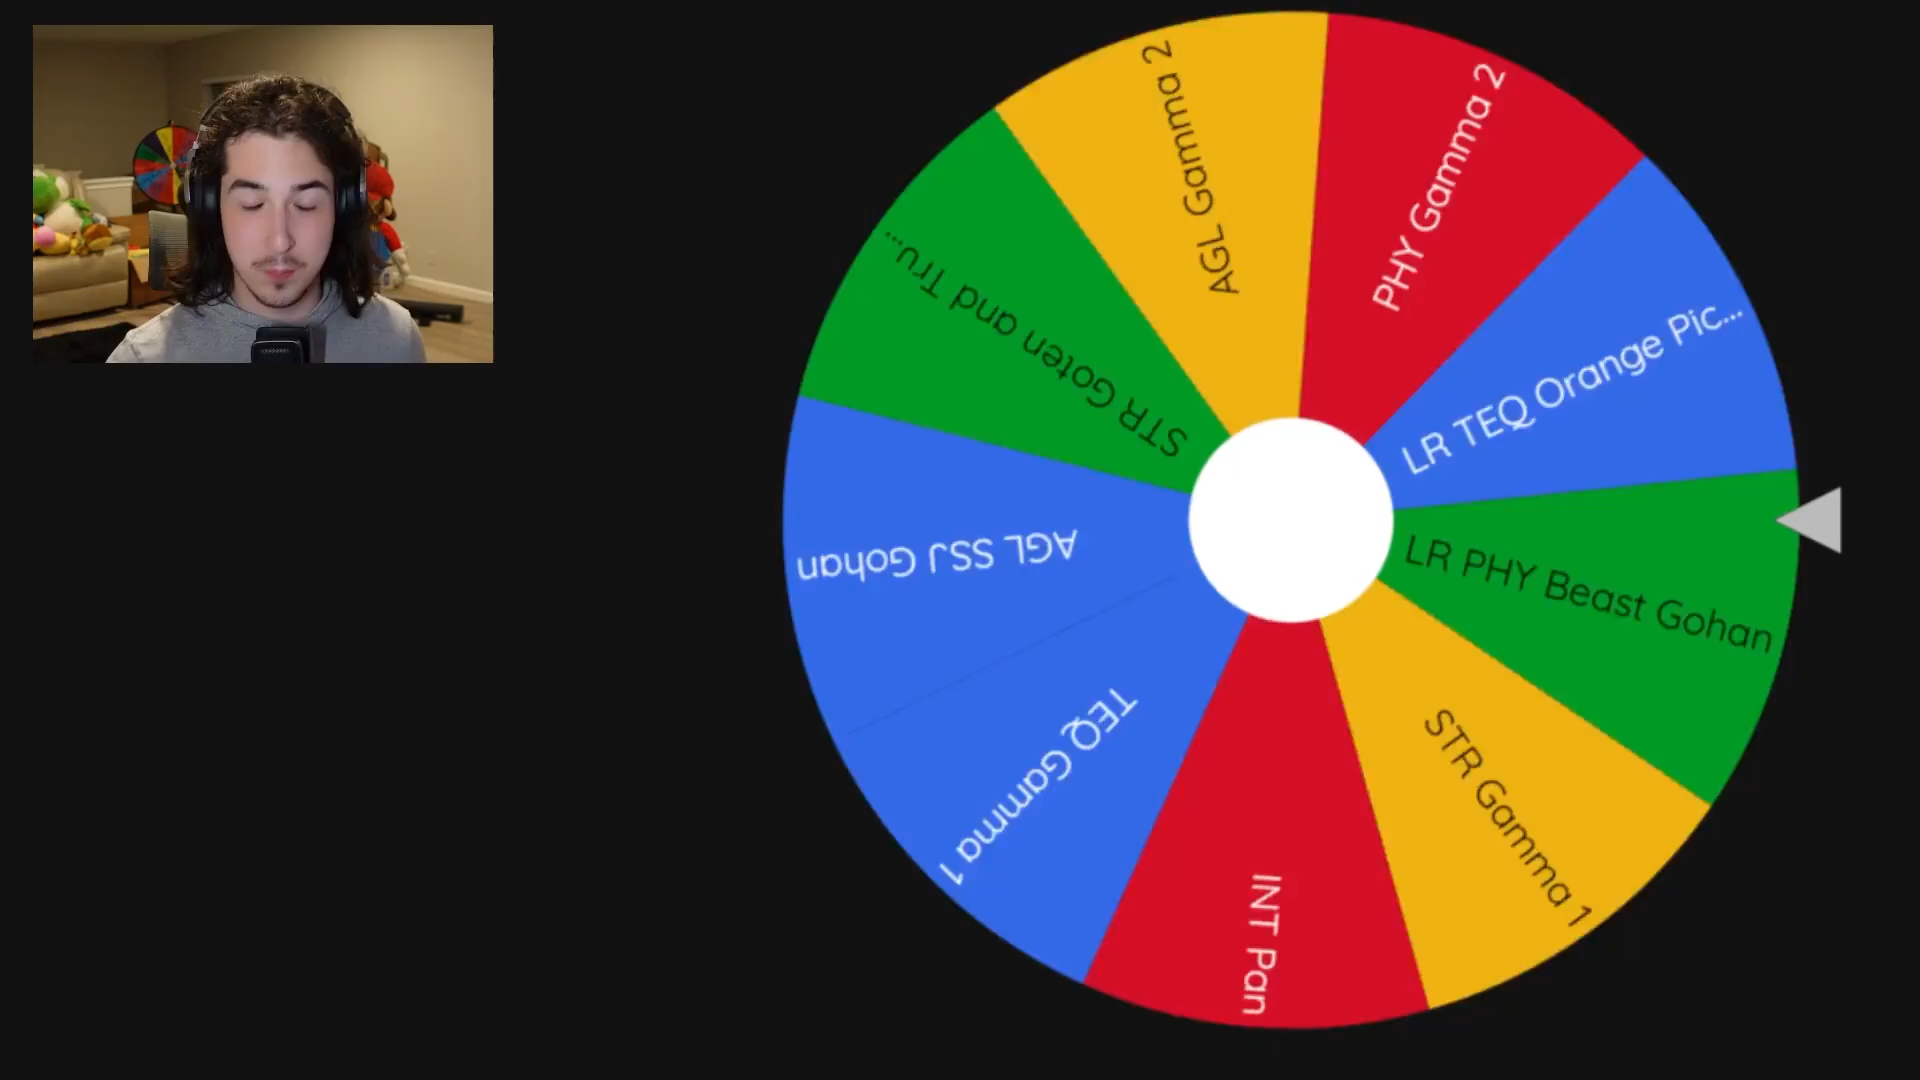 AGL Gamma 2
PHY Gamma 2
LR TEQ Orange Pic...
LR PHY Beast Gohan
STR Gamma 1
INT Pan
TEQ Gamma 1
AGL SSJ Gohan
STR Goten and Tru...